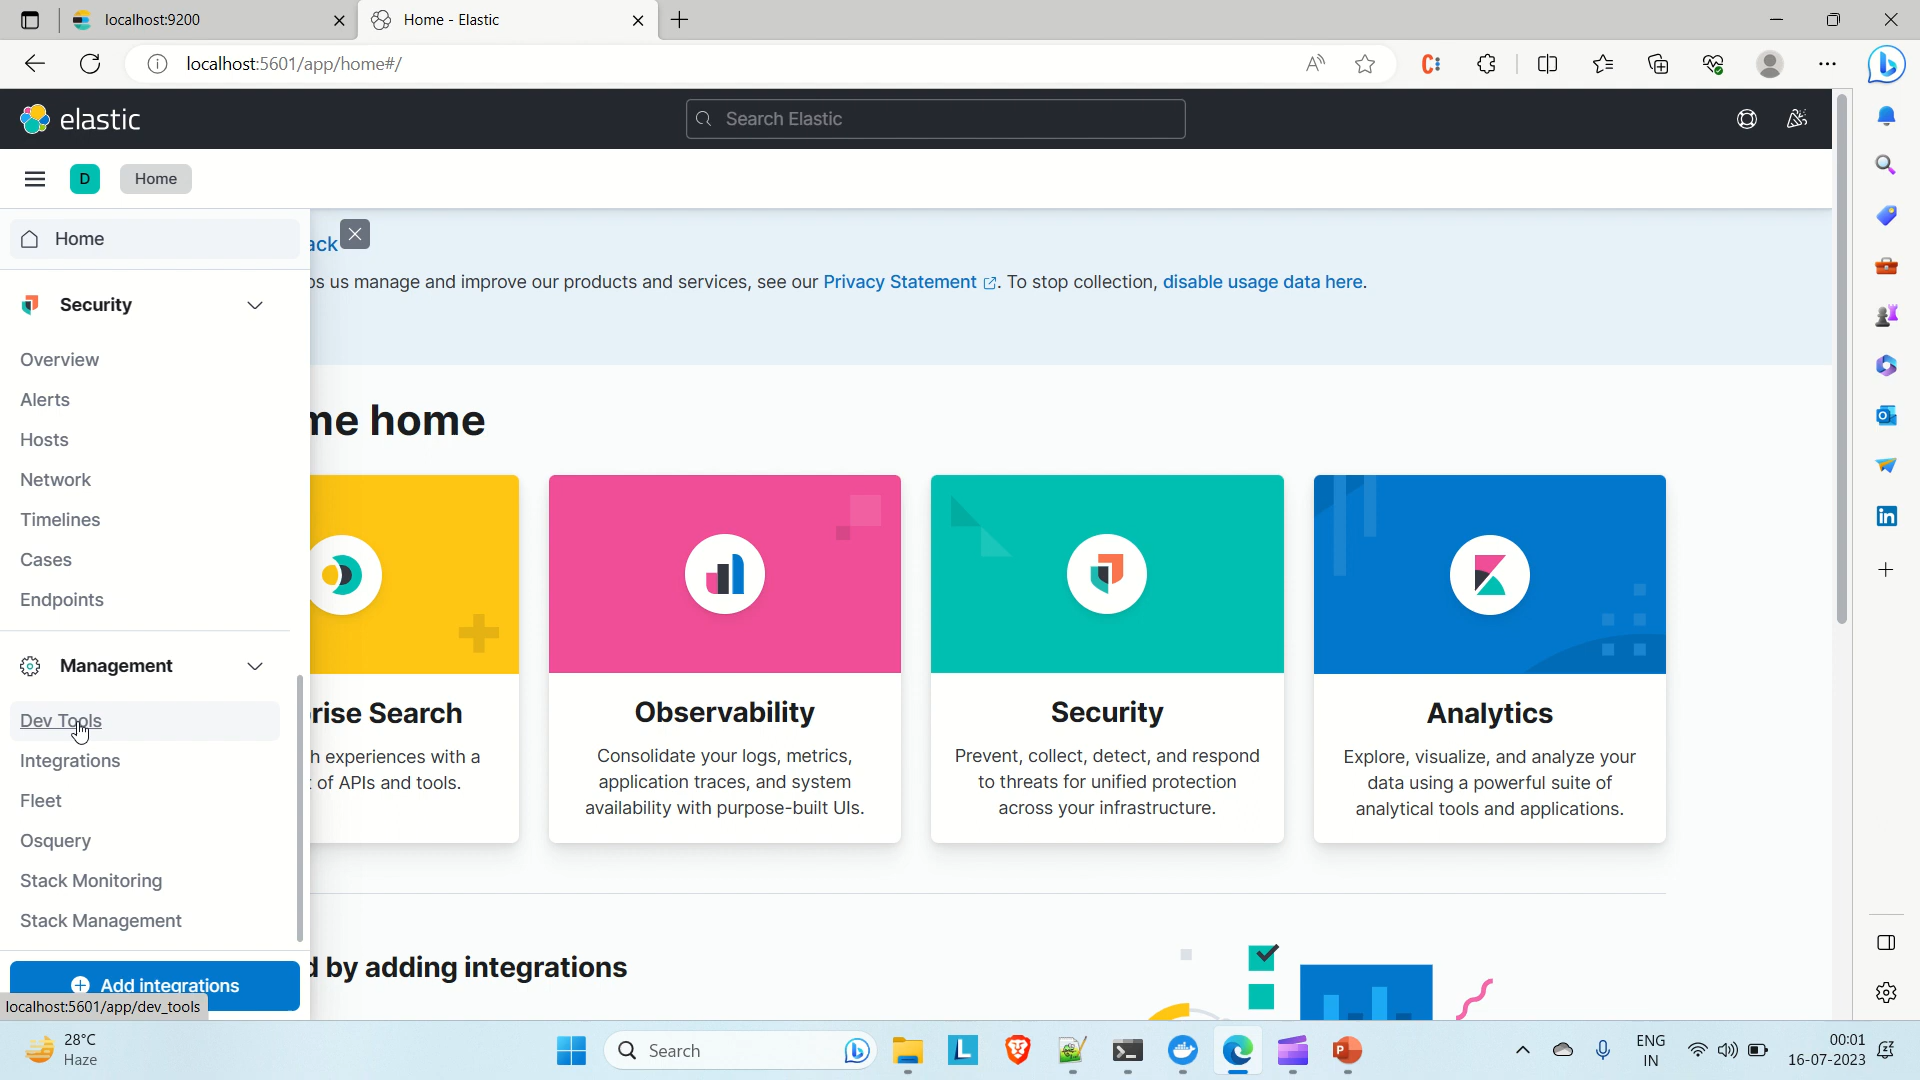 localhost:9200
Home - Elastic
localhost:5601/app/home#/
elastic
Search Elastic
D
Home
Home
ack
ps us manage and improve our products and services, see our Privacy Statement. To stop collection, disable usage data here.
Security
Overview
Alerts
Hosts
Network
Timelines
Cases
Endpoints
me home
Management
Dev Tools
Integrations
Fleet
Osquery
Stack Monitoring
Stack Management
Add integrations
localhost:5601/app/dev_tools
rise Search
h experiences with a
of APIs and tools.
Observability
Consolidate your logs, metrics,
application traces, and system
availability with purpose-built UIs.
Security
Prevent, collect, detect, and respond
to threats for unified protection
across your infrastructure.
Analytics
Explore, visualize, and analyze your
data using a powerful suite of
analytical tools and applications.
d by adding integrations
28°C
Haze
Search
ENG
IN
00:01
16-07-2023